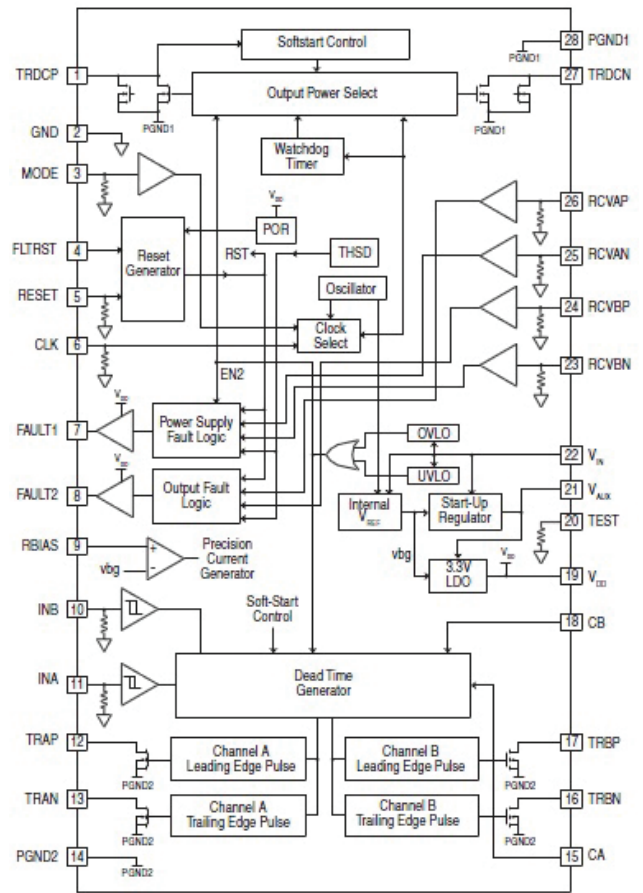 Softstart Control
28 PGND1
PGND1
TRDCP 1
27 TRDCN
Output Power Select
PGND1
PGND1
GND 2
Watchdog
Timer
MODE 3
V_DD
26 RCVAP
POR
FLTRST 4
Reset
Generator
RST
THSD
25 RCVAN
RESET 5
Oscillator
24 RCVBP
Clock
Select
CLK 6
23 RCVBN
EN2
V_DD
FAULT1 7
Power Supply
Fault Logic
OVLO
22 V_IN
V_DD
UVLO
21 V_AUX
FAULT2 8
Output Fault
Logic
Internal
V_REF
Start-Up
Regulator
20 TEST
RBIAS 9
+
-
vbg
Precision
Current
Generator
vbg
V_DD
3.3V
LDO
19 V_DD
INB 10
Soft-Start
Control
18 CB
INA 11
Dead Time
Generator
TRAP 12
Channel A
Leading Edge Pulse
Channel B
Leading Edge Pulse
17 TRBP
PGND2
PGND2
TRAN 13
Channel A
Trailing Edge Pulse
Channel B
Trailing Edge Pulse
16 TRBN
PGND2
PGND2
PGND2 14
PGND2
15 CA